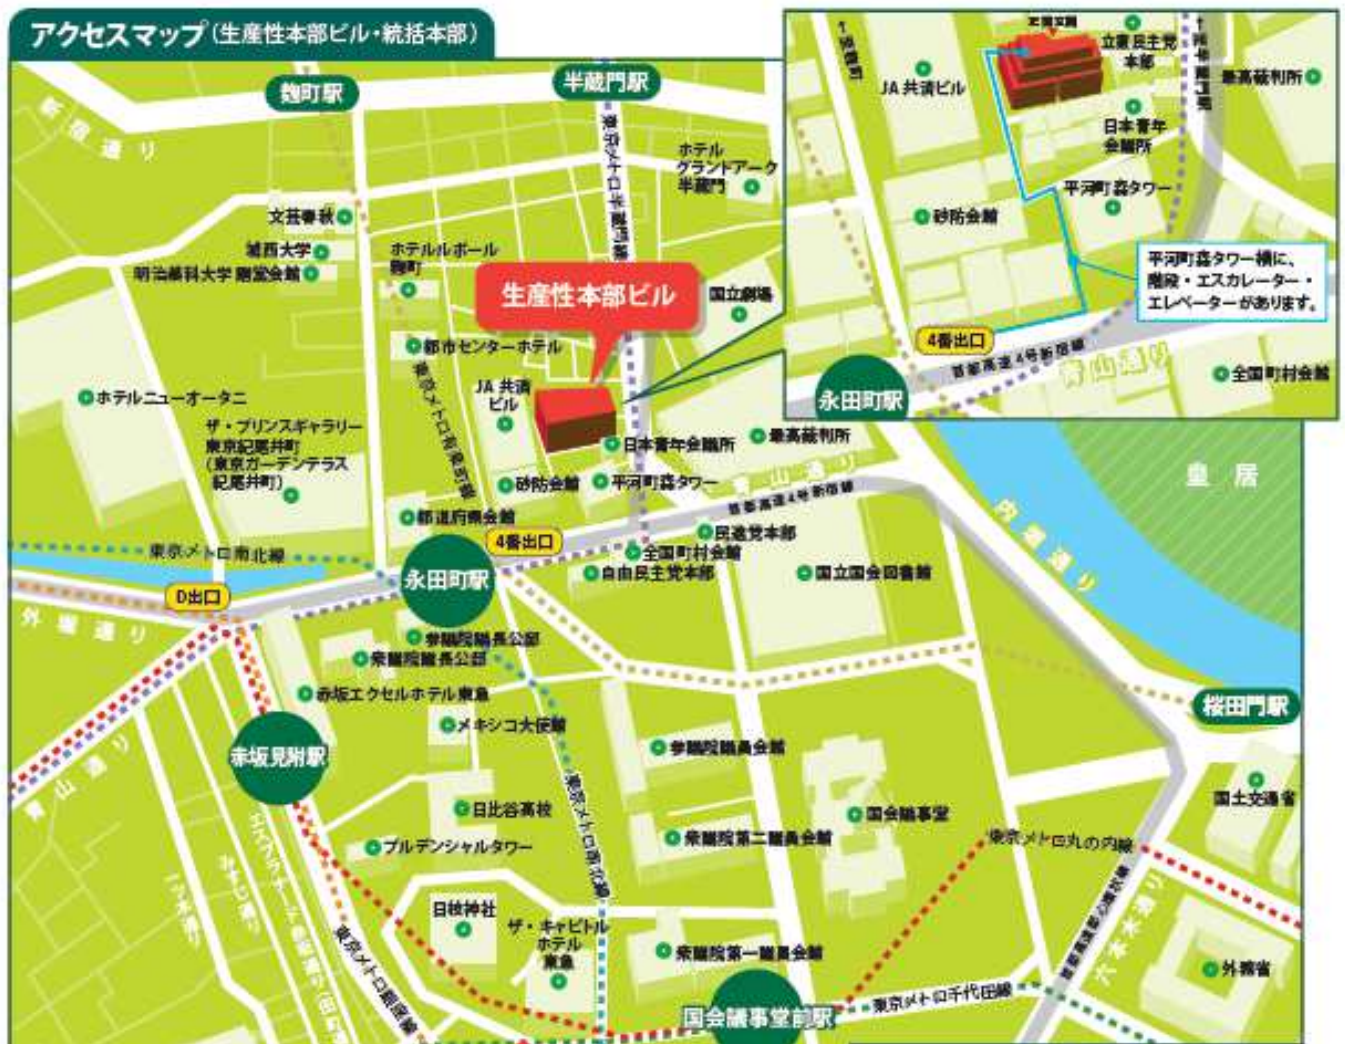 アクセスマップ(生産性本部ビル・統括本部)
麹町駅
半蔵門駅
新宿通り
東京メトロ半蔵門線
ホテル
グランドアーク
半蔵門
文芸春秋
城西大学
明治薬科大学 剛堂会館
ホテルルポール
麹町
生産性本部ビル
国立劇場
都市センターホテル
JA 共済
ビル
東京メトロ有楽町線
ホテルニューオータニ
ザ・プリンスギャラリー
東京紀尾井町
(東京ガーデンテラス
紀尾井町)
日本青年会議所
最高裁判所
砂防会館
平河町森タワー
青山通り
首都高速4号新宿線
都道府県会館
4番出口
民進党本部
全国町村会館
自由民主党本部
国立国会図書館
内堀通り
皇居
東京メトロ南北線
永田町駅
D出口
外堀通り
参議院議長公邸
衆議院議長公邸
赤坂エクセルホテル東急
メキシコ大使館
赤坂見附駅
青山通り
桜田門駅
参議院議員会館
国土交通省
日比谷高校
国会議事堂
東京メトロ南北線
プルデンシャルタワー
衆議院第二議員会館
東京メトロ丸の内線
日枝神社
ザ・キャピトル
ホテル
東急
衆議院第一議員会館
六本木通り
外務省
国会議事堂前駅
東京メトロ千代田線
東京メトロ銀座線
みすじ通り
一ツ木通り
JA 共済ビル
立憲民主党
本部
最高裁判所
日本青年
会議所
平河町森タワー
砂防会館
平河町森タワー横に、
階段・エスカレーター・
エレベーターがあります。
4番出口
首都高速4号新宿線
青山通り
全国町村会館
永田町駅